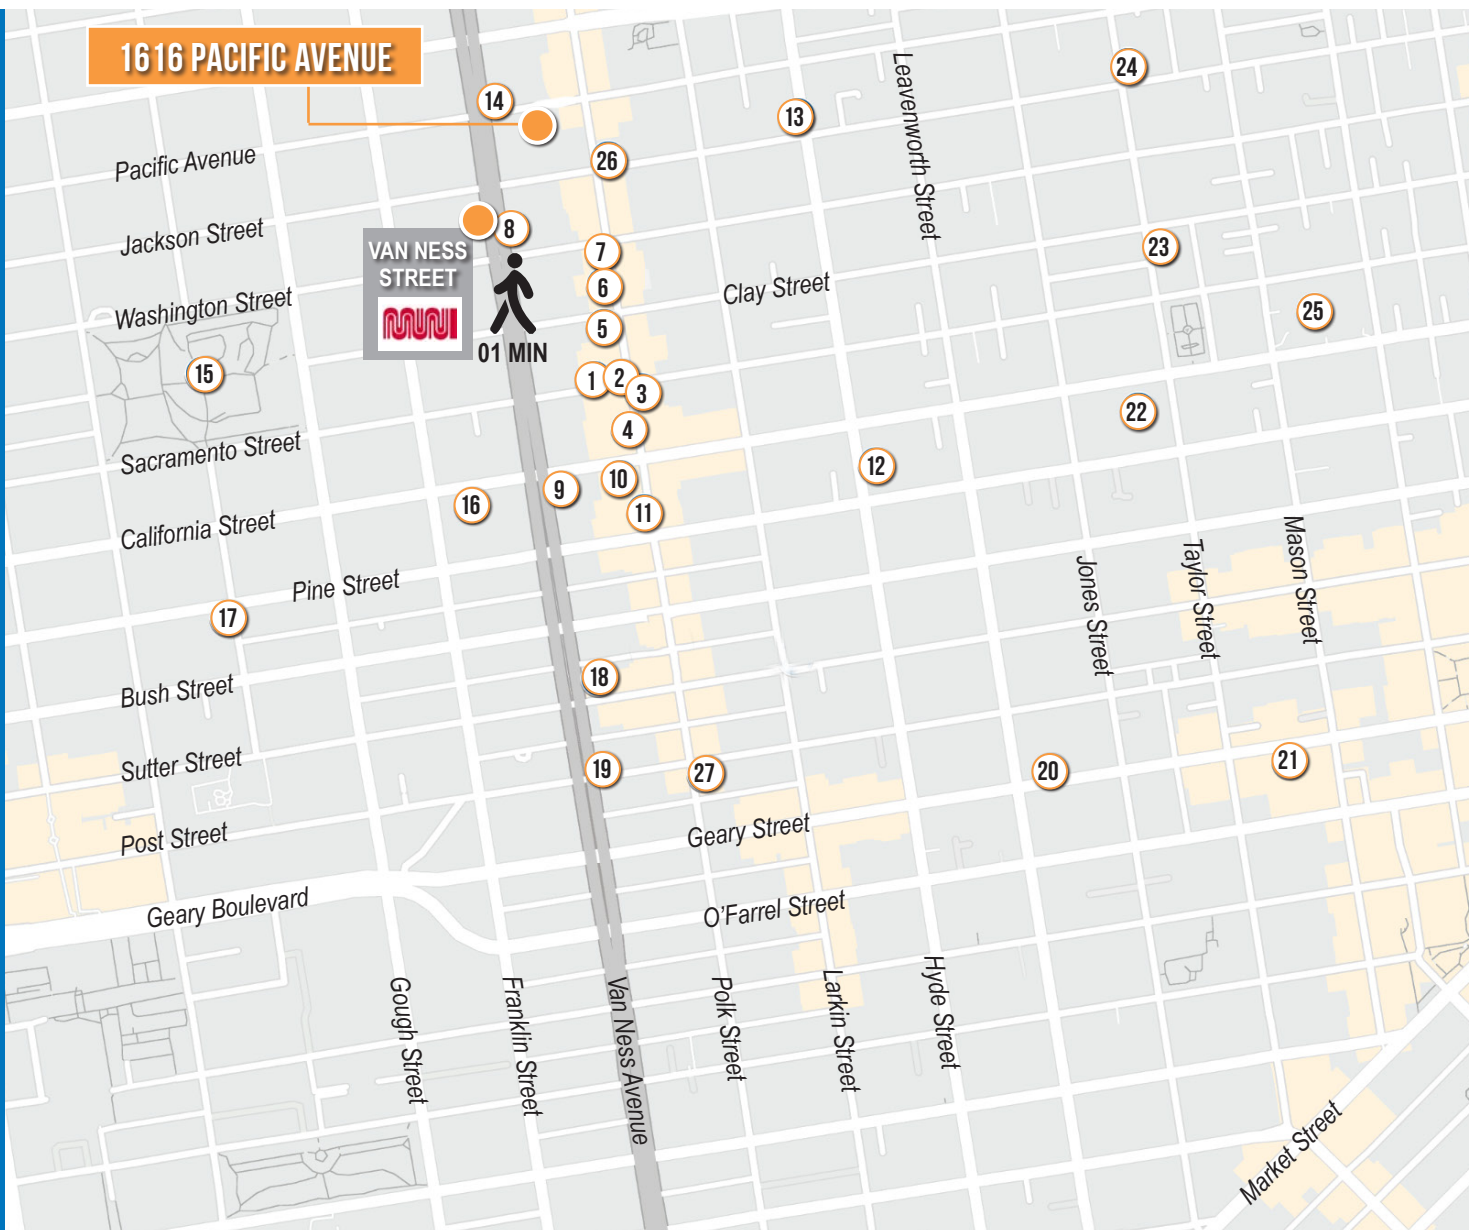 1616 PACIFIC AVENUE
24
14
13
Leavenworth Street
Pacific Avenue
26
Jackson Street
8
VAN NESS
STREET
MUNI
01 MIN
7
23
6
Clay Street
Washington Street
25
5
15
1
2
3
22
4
Sacramento Street
12
10
9
16
11
California Street
Pine Street
Jones Street
Taylor Street
Mason Street
17
18
Bush Street
Sutter Street
19
27
20
21
Post Street
Geary Street
Geary Boulevard
O'Farrel Street
Gough Street
Franklin Street
Van Ness Avenue
Polk Street
Larkin Street
Hyde Street
Market Street